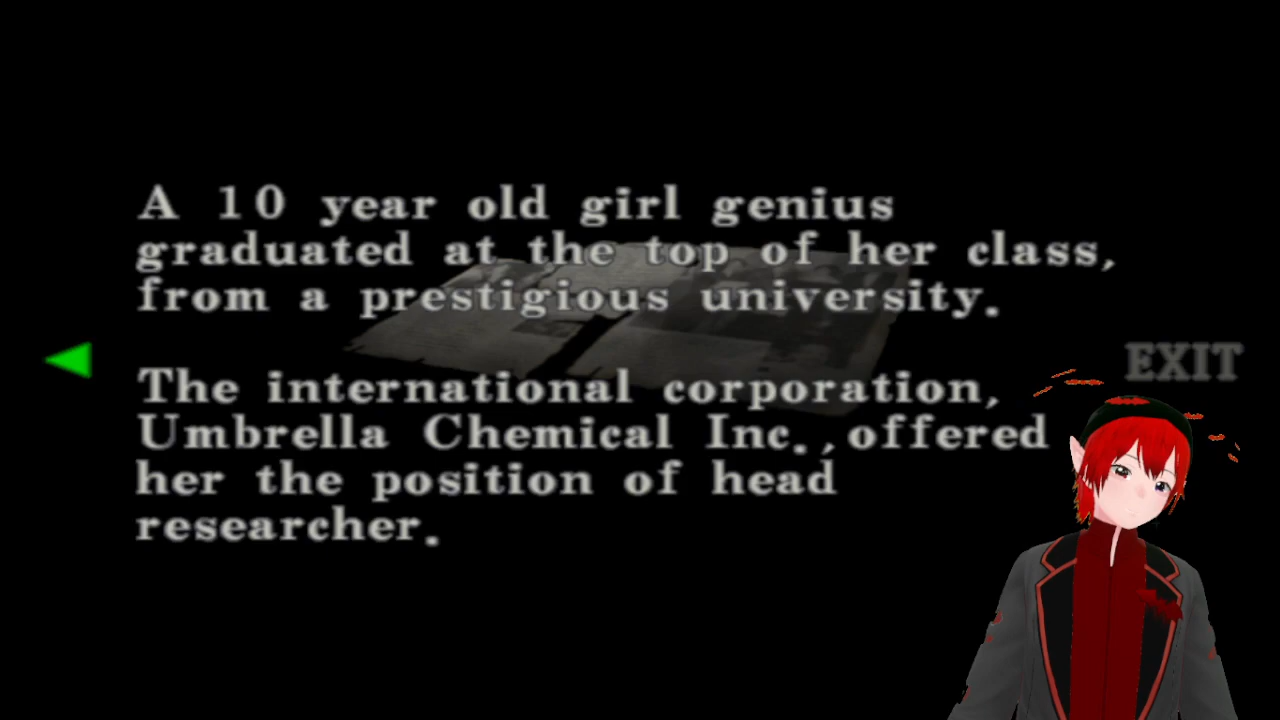 A 10 year old girl genius
graduated at the top of her class,
from a prestigious university.
EXIT
The international corporation,
Umbrella Chemical Inc.,offered
her the position of head
researcher.